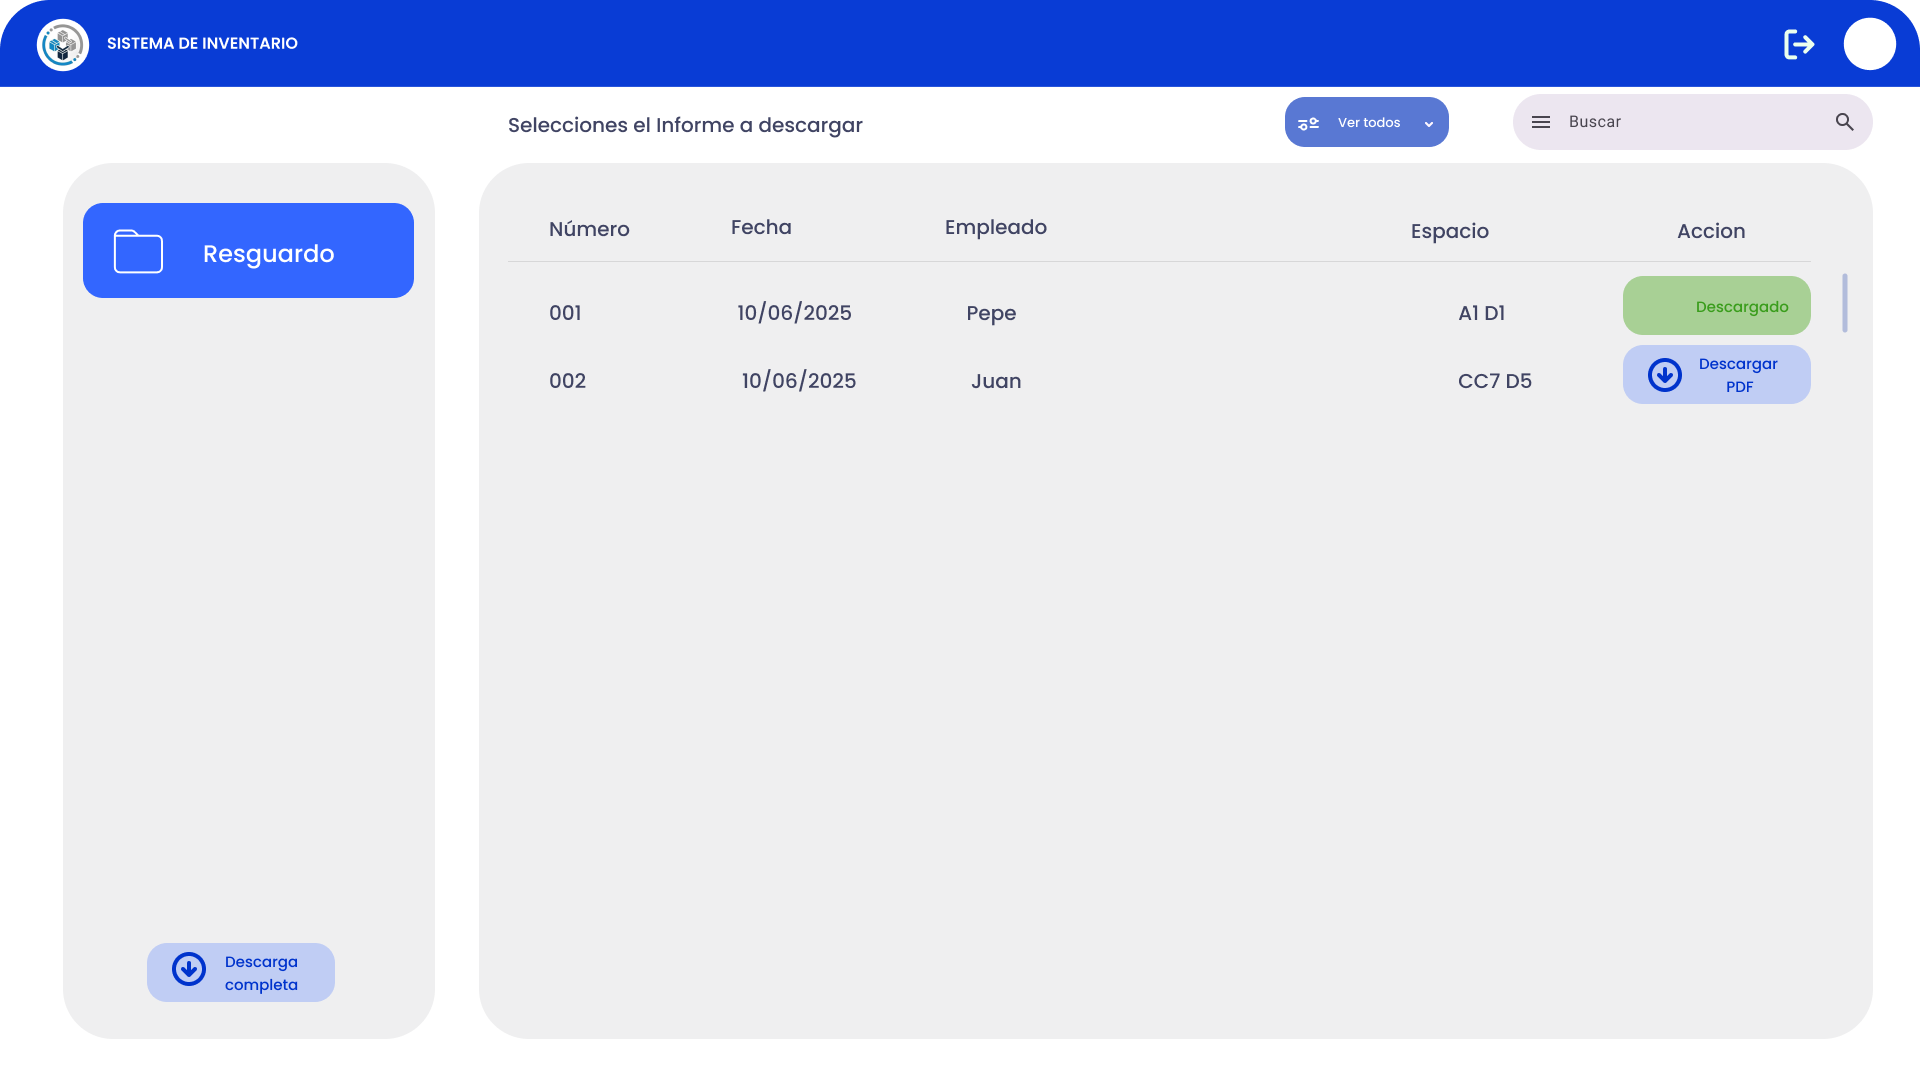 SISTEMA DE INVENTARIO
Selecciones el Informe a descargar
Ver todos
Buscar
Resguardo
Número Fecha Empleado Espacio Accion
001 10/06/2025 Pepe A1 D1 Descargado
002 10/06/2025 Juan CC7 D5 Descargar
PDF
Descarga
completa